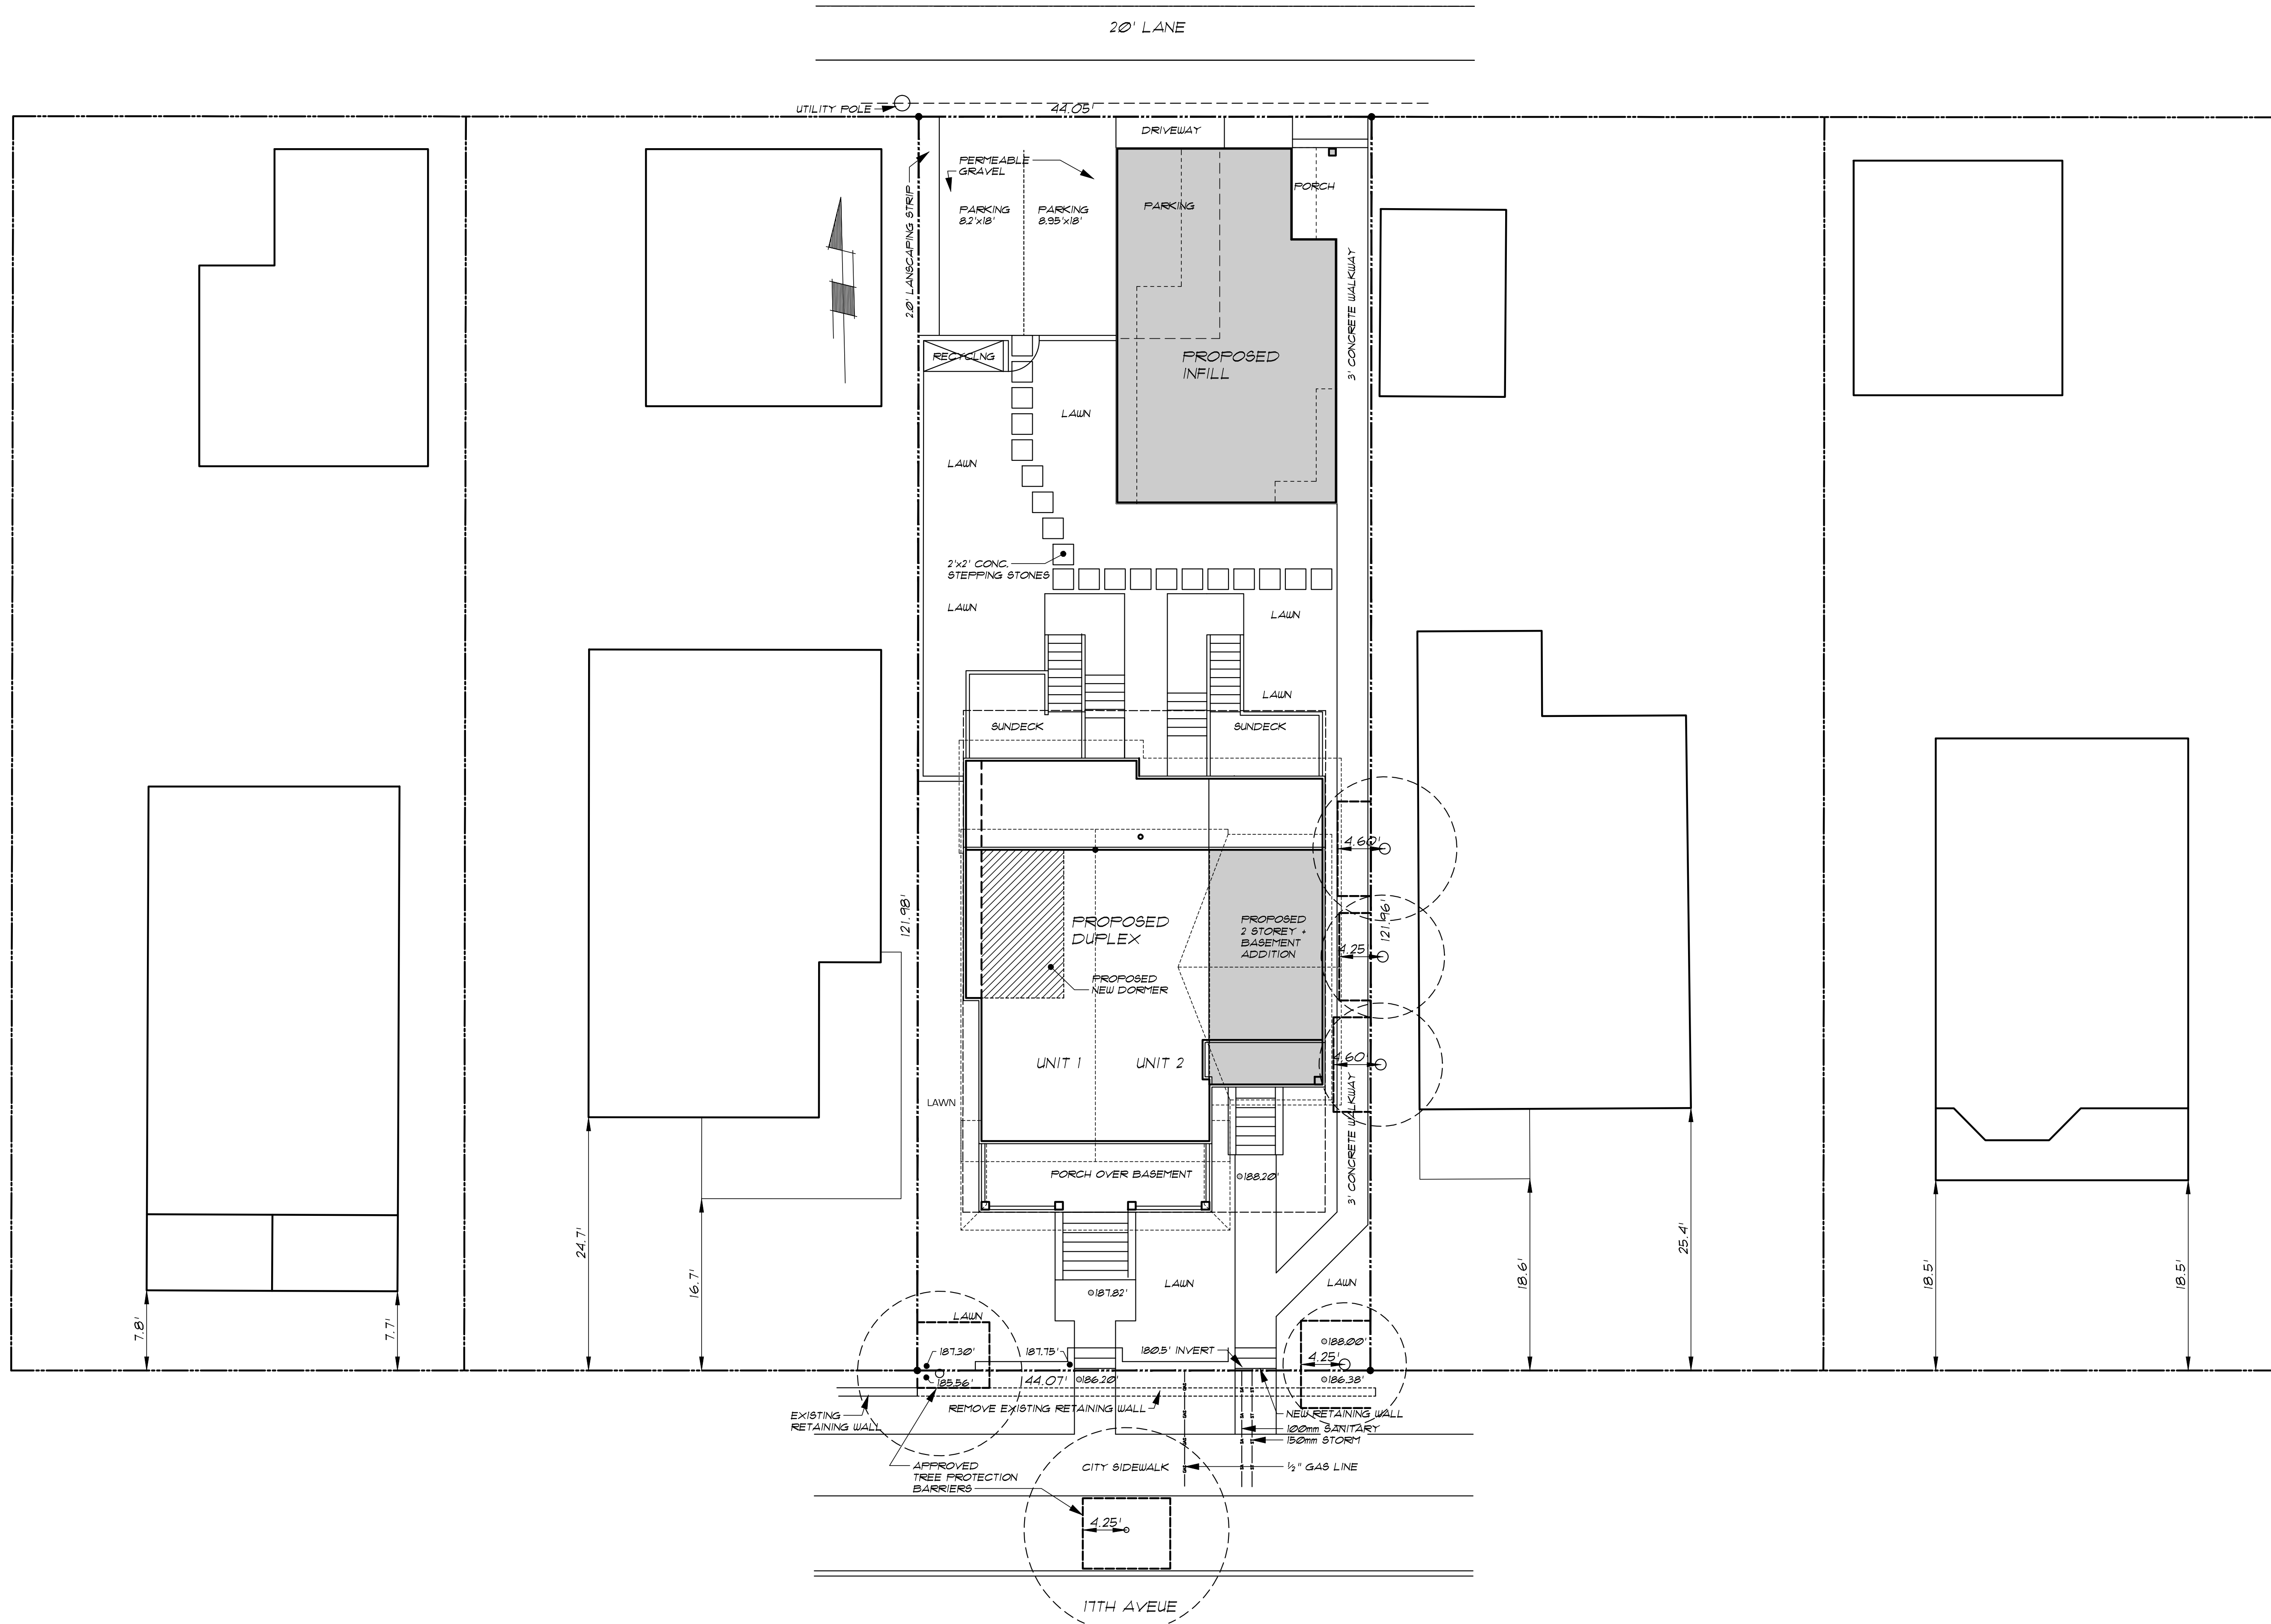 20' LANE
UTILITY POLE
44.05'
DRIVEWAY
PERMEABLE
GRAVEL
PORCH
2.0' LANSCAPING STRIP
PARKING
8.2'x18'
PARKING
8.95'x18'
PARKING
3' CONCRETE WALKWAY
RECYCLNG
PROPOSED
INFILL
LAWN
LAWN
2'x2' CONC.
STEPPING STONES
LAWN
LAWN
LAWN
SUNDECK
SUNDECK
4.60'
121.98'
PROPOSED
DUPLEX
PROPOSED
2 STOREY +
BASEMENT
ADDITION
121.96'
4.25
PROPOSED
NEW DORMER
UNIT 1
UNIT 2
4.60'
LAWN
3' CONCRETE WALKWAY
PORCH OVER BASEMENT
188.20'
24.7'
16.7'
18.6'
25.4'
18.5'
18.5'
7.8'
7.7'
LAWN
LAWN
187.82'
LAWN
187.30'
187.75'
180.5' INVERT
188.00'
4.25'
185.56'
44.07'
186.20'
186.38'
REMOVE EXISTING RETAINING WALL
EXISTING
RETAINING WALL
NEW RETAINING WALL
100mm SANITARY
150mm STORM
APPROVED
TREE PROTECTION
BARRIERS
CITY SIDEWALK
½" GAS LINE
4.25'
17TH AVEUE